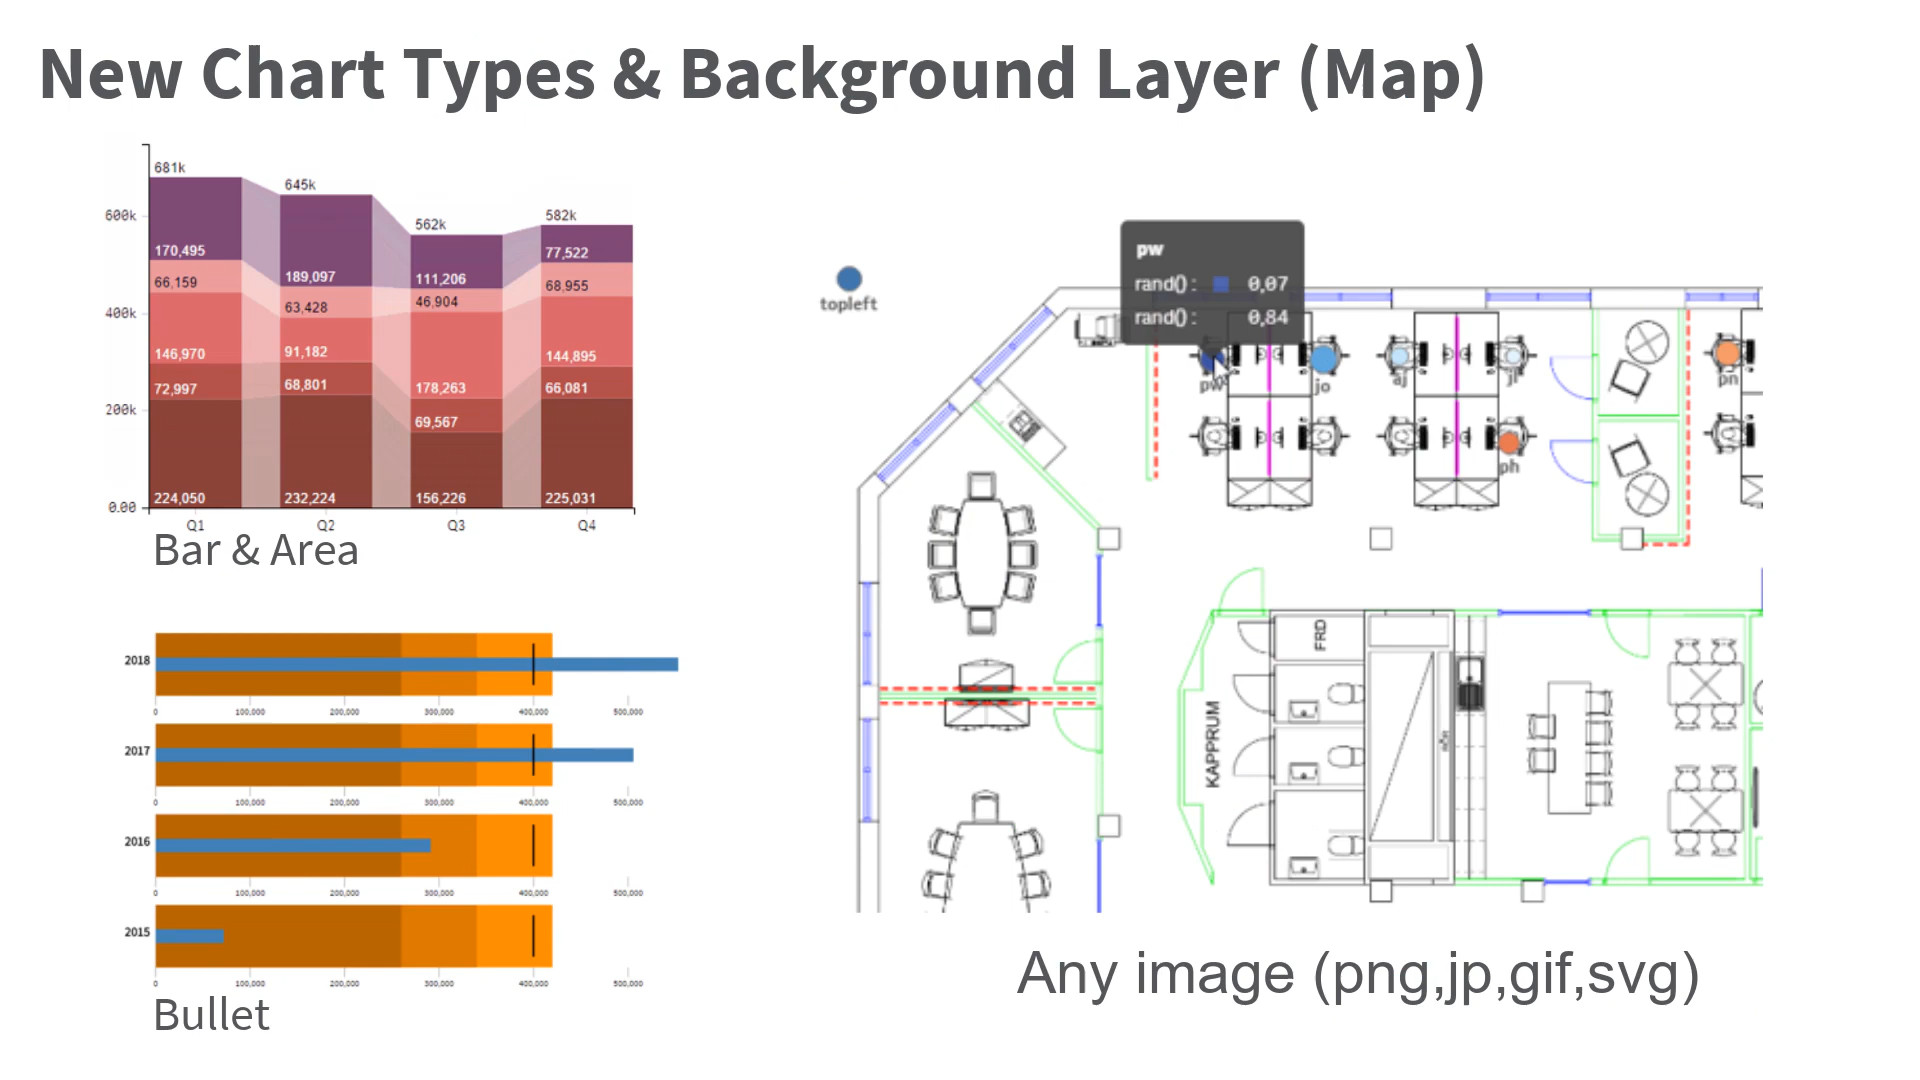 New Chart Types & Background Layer (Map)
681k
645k
562k
582k
600k
400k
200k
0.00
170,495
189,097
111,206
77,522
66,159
63,428
46,904
68,955
146,970
91,182
178,263
144,895
72,997
68,801
69,567
66,081
224,050
232,224
156,226
225,031
Q1 Q2 Q3 Q4
Bar & Area
2018
0 100,000 200,000 300,000 400,000 500,000
2017
0 100,000 200,000 300,000 400,000 500,000
2016
0 100,000 200,000 300,000 400,000 500,000
2015
0 100,000 200,000 300,000 400,000 500,000
Bullet
topleft
pw
rand() : 0,07
rand() : 0,84
pw jo aj jl pn
ph
FRD
KAPPRUM
Any image (png,jp,gif,svg)